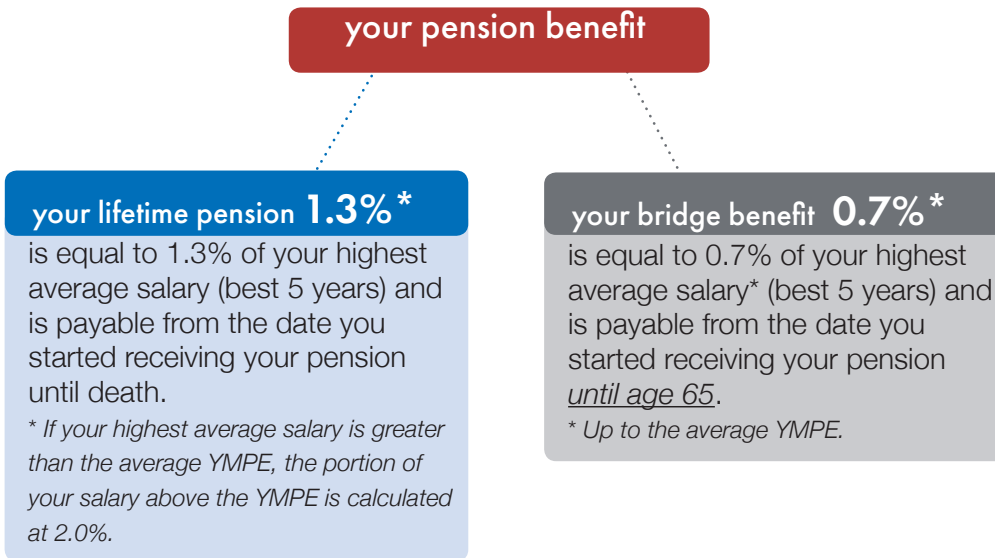 your pension benefit
your lifetime pension 1.3%*
is equal to 1.3% of your highest
average salary (best 5 years) and
is payable from the date you
started receiving your pension
until death.
* If your highest average salary is greater
than the average YMPE, the portion of
your salary above the YMPE is calculated
at 2.0%.
your bridge benefit 0.7%*
is equal to 0.7% of your highest
average salary* (best 5 years) and
is payable from the date you
started receiving your pension
until age 65.
* Up to the average YMPE.